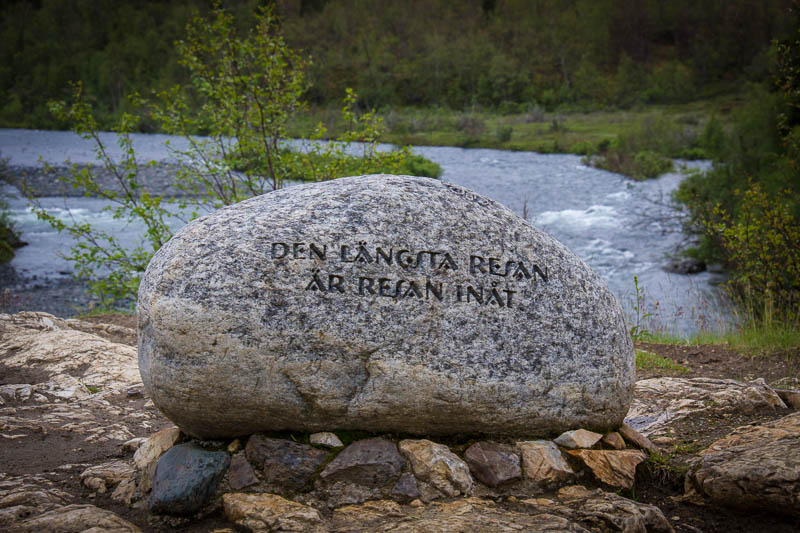 DEN LÄNGSTA RESAN
ÄR RESAN INÅT